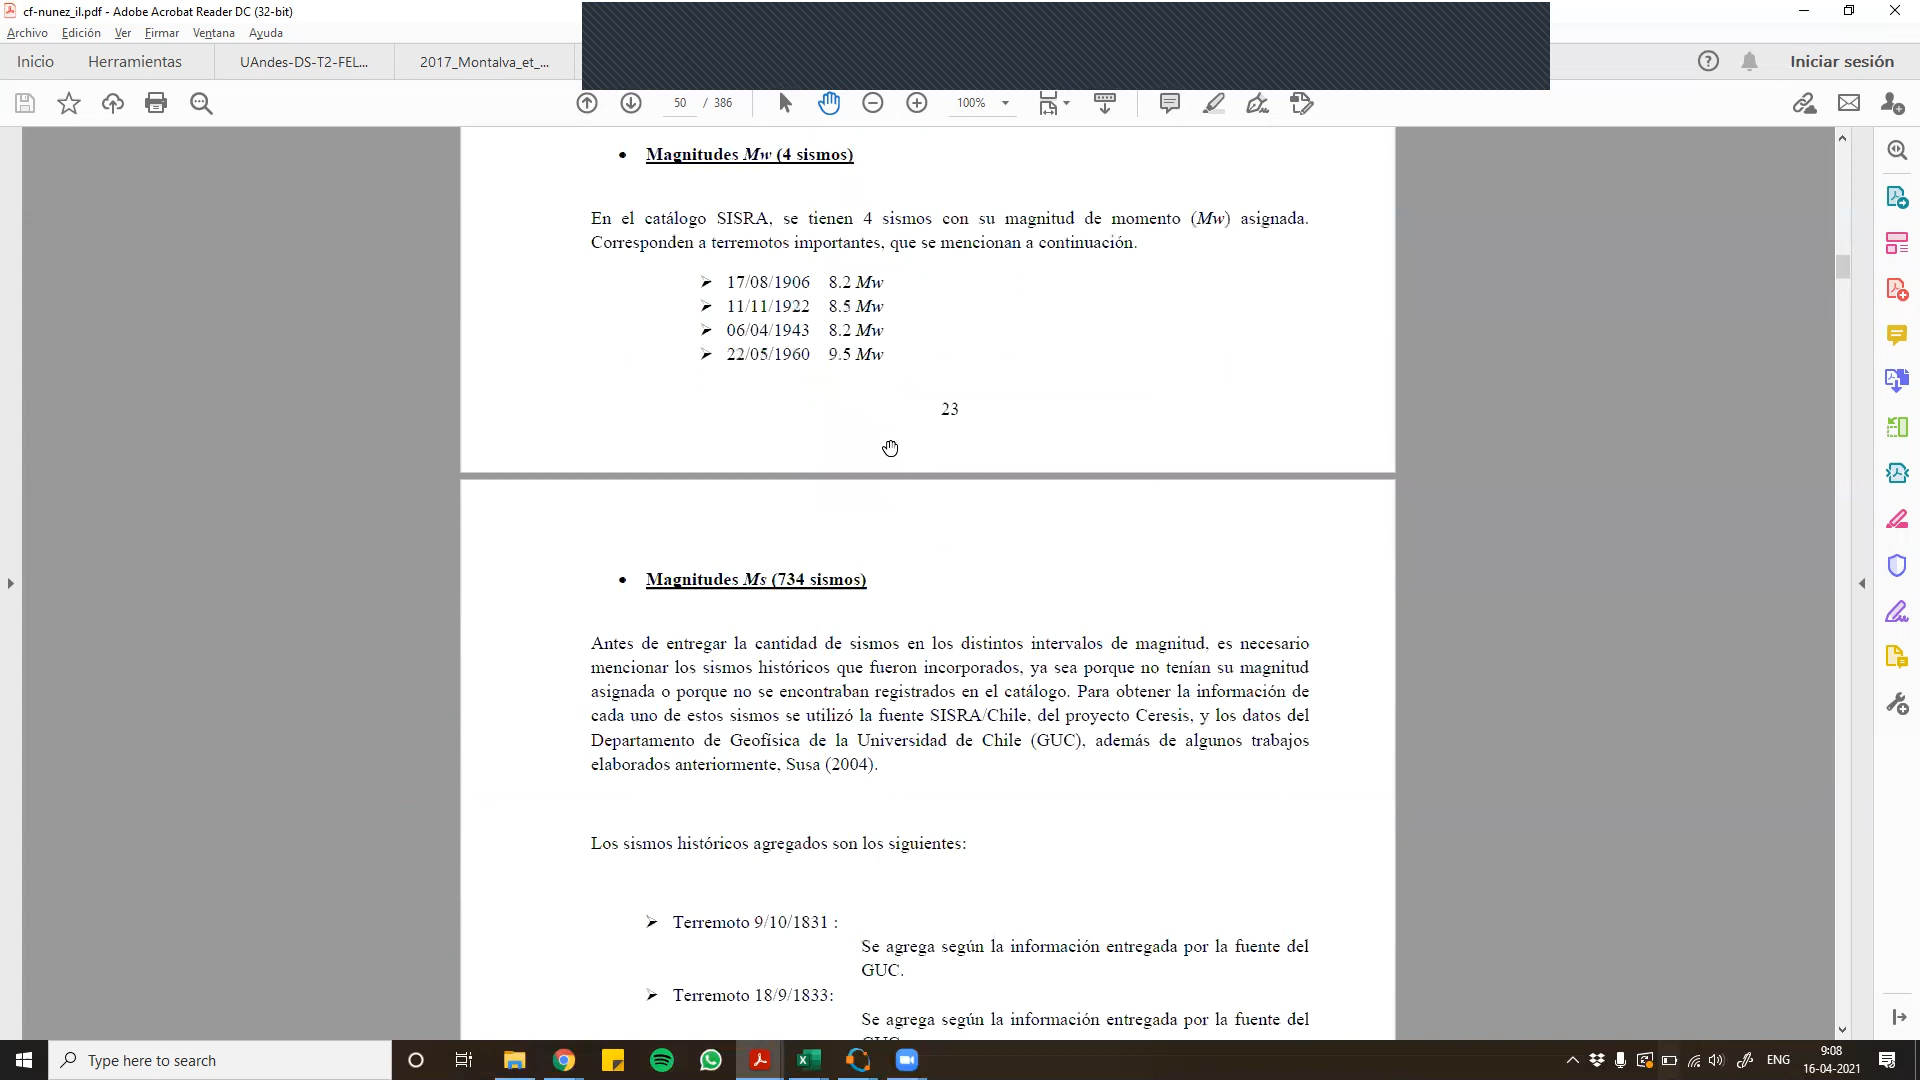 cf-nunez_il.pdf - Adobe Acrobat Reader DC (32-bit)
Archivo Edición Ver Firmar Ventana Ayuda
Inicio Herramientas UAndes-DS-T2-FEL... 2017_Montalva_et_... Iniciar sesión
50 / 386 100%
• Magnitudes Mw (4 sismos)
En el catálogo SISRA, se tienen 4 sismos con su magnitud de momento (Mw) asignada.
Corresponden a terremotos importantes, que se mencionan a continuación.
➢ 17/08/1906 8.2 Mw
➢ 11/11/1922 8.5 Mw
➢ 06/04/1943 8.2 Mw
➢ 22/05/1960 9.5 Mw
23
• Magnitudes Ms (734 sismos)
Antes de entregar la cantidad de sismos en los distintos intervalos de magnitud, es necesario
mencionar los sismos históricos que fueron incorporados, ya sea porque no tenían su magnitud
asignada o porque no se encontraban registrados en el catálogo. Para obtener la información de
cada uno de estos sismos se utilizó la fuente SISRA/Chile, del proyecto Ceresis, y los datos del
Departamento de Geofísica de la Universidad de Chile (GUC), además de algunos trabajos
elaborados anteriormente, Susa (2004).
Los sismos históricos agregados son los siguientes:
➢ Terremoto 9/10/1831 :
Se agrega según la información entregada por la fuente del
GUC.
➢ Terremoto 18/9/1833:
Se agrega según la información entregada por la fuente del
Type here to search
ENG
9:08
16-04-2021